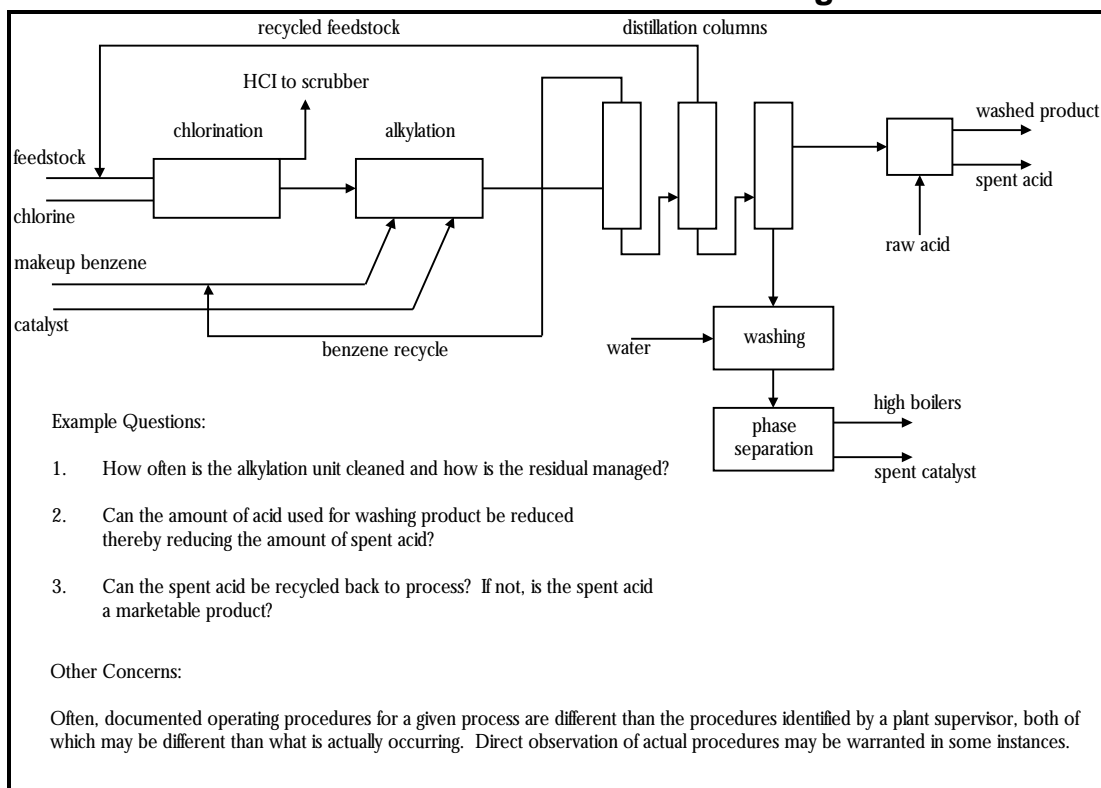 recycled feedstock
distillation columns
HCI to scrubber
washed product
chlorination
alkylation
feedstock
spent acid
chlorine
raw acid
makeup benzene
catalyst
benzene recycle
water
washing
high boilers
phase
separation
spent catalyst
Example Questions:
1. How often is the alkylation unit cleaned and how is the residual managed?
2. Can the amount of acid used for washing product be reduced
thereby reducing the amount of spent acid?
3. Can the spent acid be recycled back to process? If not, is the spent acid
a marketable product?
Other Concerns:
Often, documented operating procedures for a given process are different than the procedures identified by a plant supervisor, both of
which may be different than what is actually occurring. Direct observation of actual procedures may be warranted in some instances.